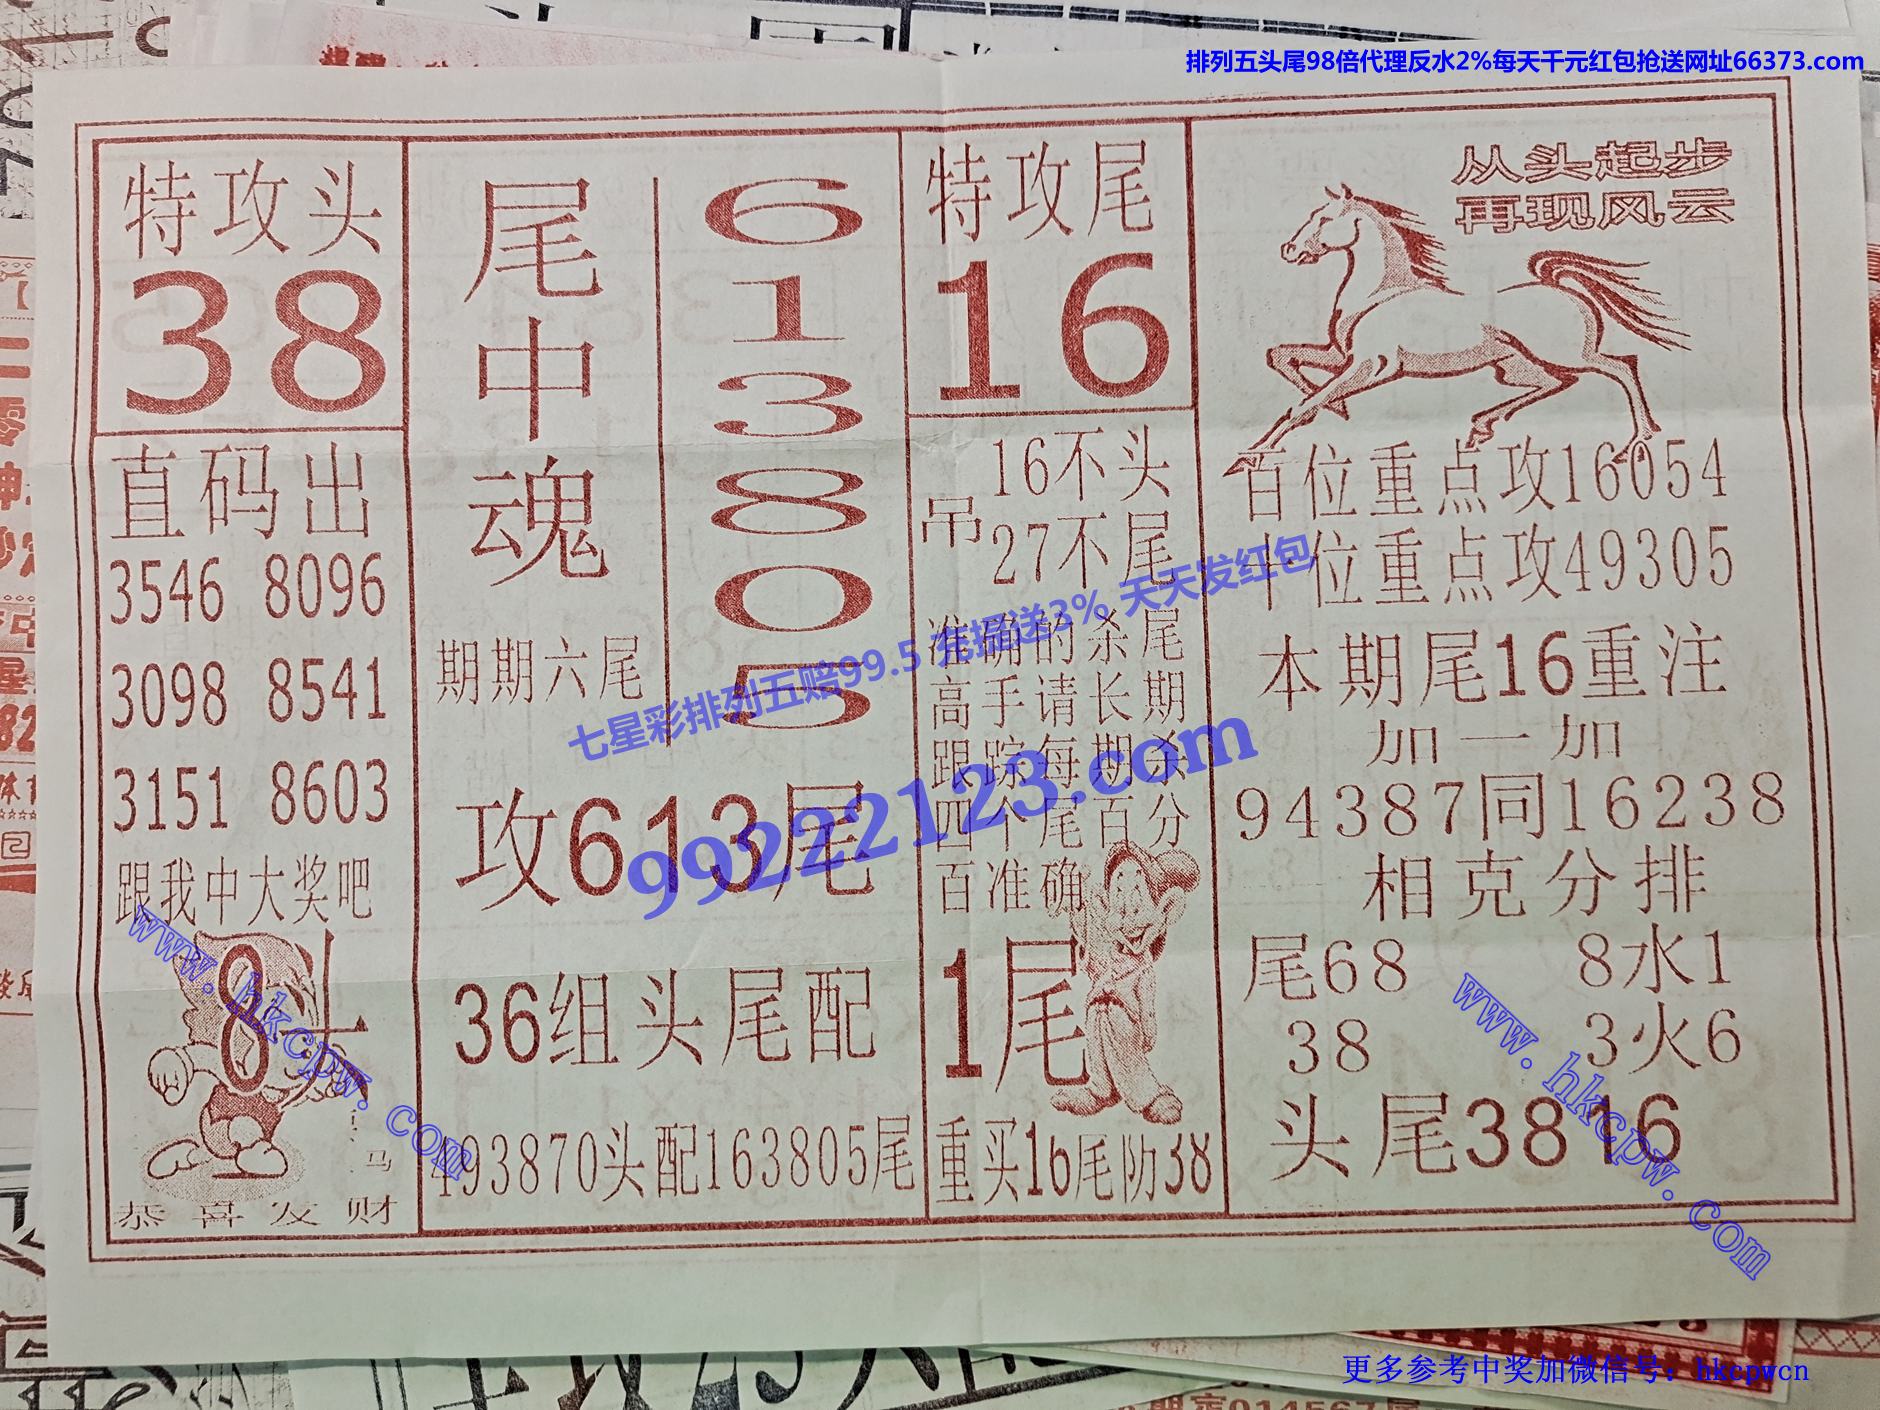 排列五头尾98倍代理反水2%每天千元红包抢送网址66373.com
特攻头
38
直码出
3546 8096
3098 8541
3151 8603
跟我中大奖吧
8头
马
恭喜发财
尾中魂
期期六尾
6
1
3
8
0
5
攻613尾
36组头尾配
493870头配163805尾
特攻尾
16
吊
16不头
27不尾
准确的杀尾
高手请长期
跟踪每期杀
四个尾百分
百准确
1尾
重买16尾防38
从头起步
再现风云
百位重点攻16054
十位重点攻49305
本期尾16重注
加一加
94387同16238
相克分排
尾68 8水1
38 3火6
头尾3816
七星彩排列五赔99.5 充提送3% 天天发红包
99222123.com
www.hkcpw.com
www.hkcpw.com
更多参考中奖加微信号：hkcpwcn